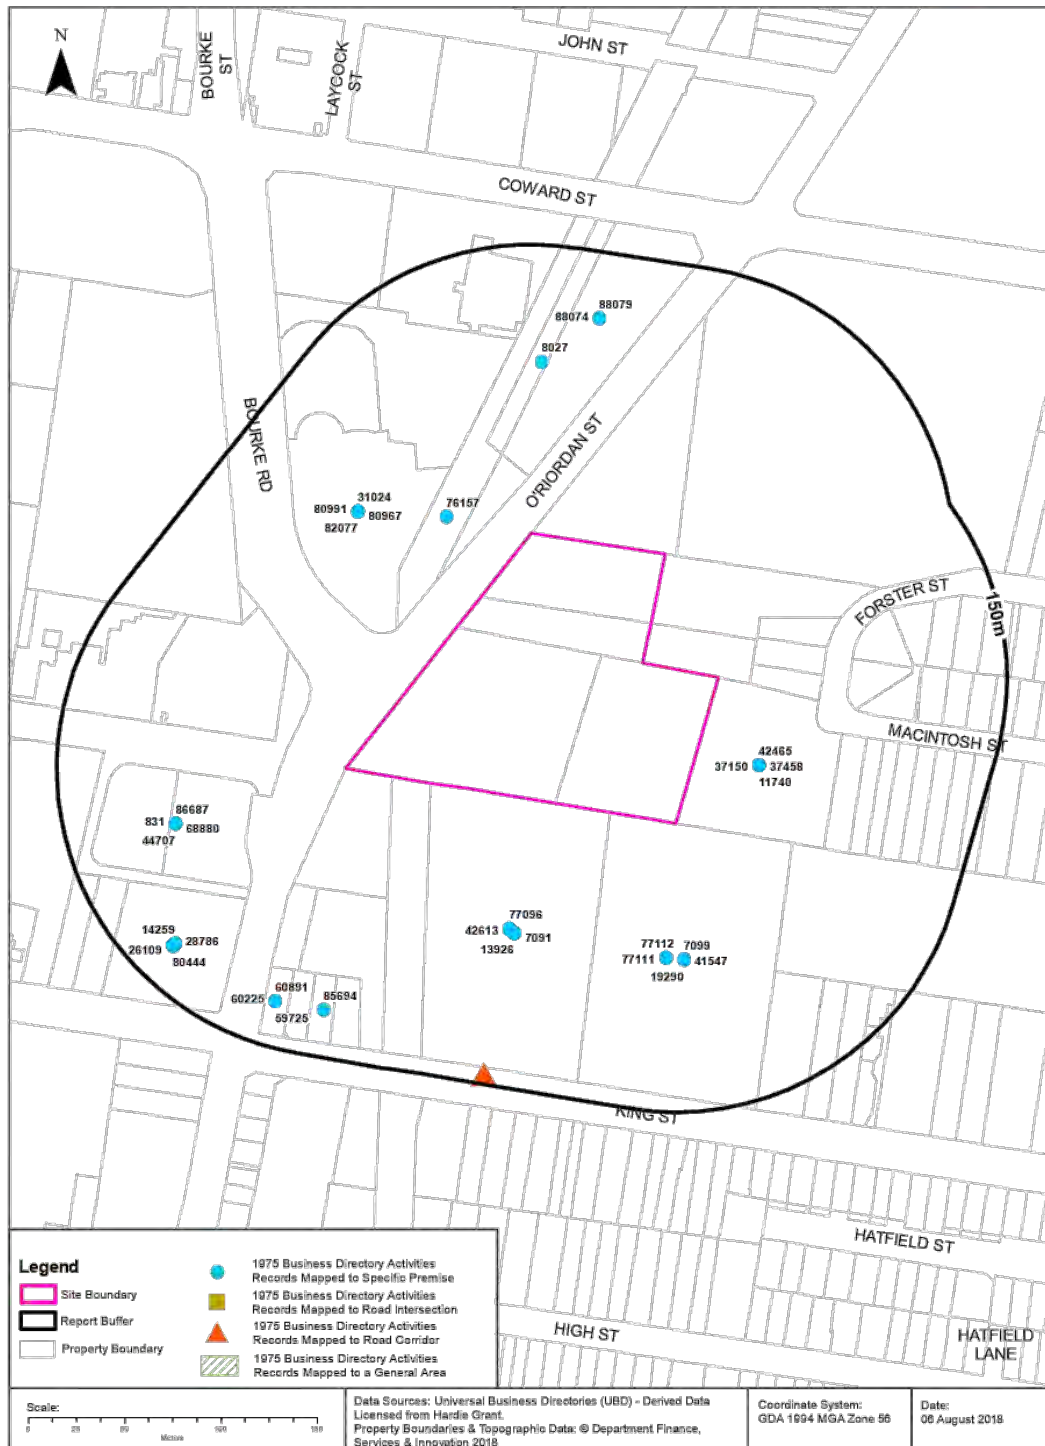 N
BOURKE
ST
LAYCOCK
ST
JOHN ST
COWARD ST
88079
88074
8027
BOURKE RD
O'RIORDAN ST
31024
80991
80967
82077
76157
FORSTER ST
150m
MACINTOSH ST
42465
37150
37458
11740
86687
831
68880
44707
14259
28786
26109
80444
77096
42613
7091
13926
77112
7099
77111
41547
19290
60891
60225
59725
85694
KING ST
HATFIELD ST
HIGH ST
HATFIELD
LANE
Legend
Site Boundary
Report Buffer
Property Boundary
1975 Business Directory Activities
Records Mapped to Specific Premise
1975 Business Directory Activities
Records Mapped to Road Intersection
1975 Business Directory Activities
Records Mapped to Road Corridor
1975 Business Directory Activities
Records Mapped to a General Area
Scale:
0 25
Metres
Data Sources: Universal Business Directories (UBD) - Derived Data
Licensed from Hardie Grant.
Property Boundaries & Topographic Data: © Department Finance,
Services & Innovation 2018
Coordinate System:
GDA 1994 MGA Zone 56
Date:
06 August 2018